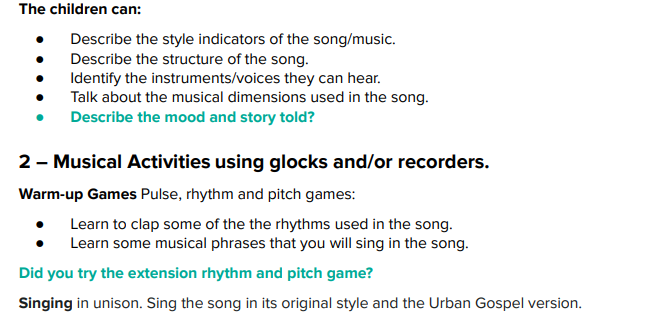 The children can:
● Describe the style indicators of the song/music.
● Describe the structure of the song.
● Identify the instruments/voices they can hear.
● Talk about the musical dimensions used in the song.
● Describe the mood and story told?
2 – Musical Activities using glocks and/or recorders.
Warm-up Games Pulse, rhythm and pitch games:
● Learn to clap some of the the rhythms used in the song.
● Learn some musical phrases that you will sing in the song.
Did you try the extension rhythm and pitch game?
Singing in unison. Sing the song in its original style and the Urban Gospel version.